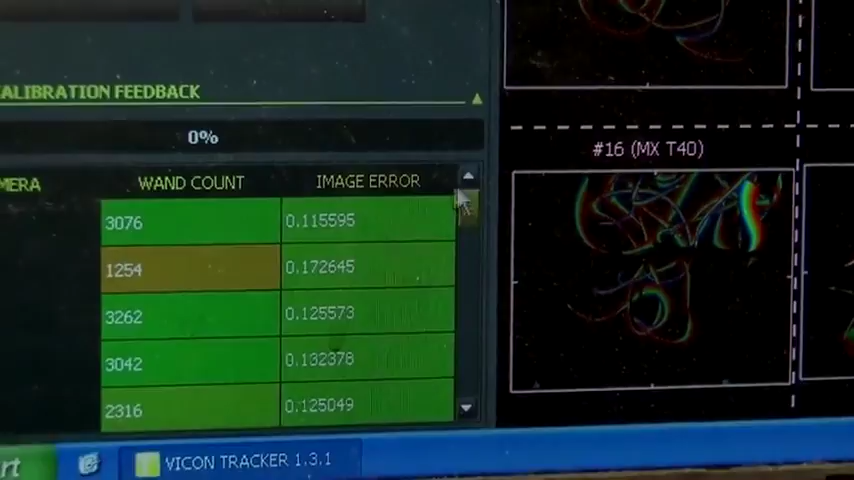 ALIBRATION FEEDBACK
0%
MERA WAND COUNT IMAGE ERROR
3076 0.115595
1254 0.172645
3262 0.125573
3042 0.132378
2316 0.125049
#16 (MX T40)
rt VICON TRACKER 1.3.1